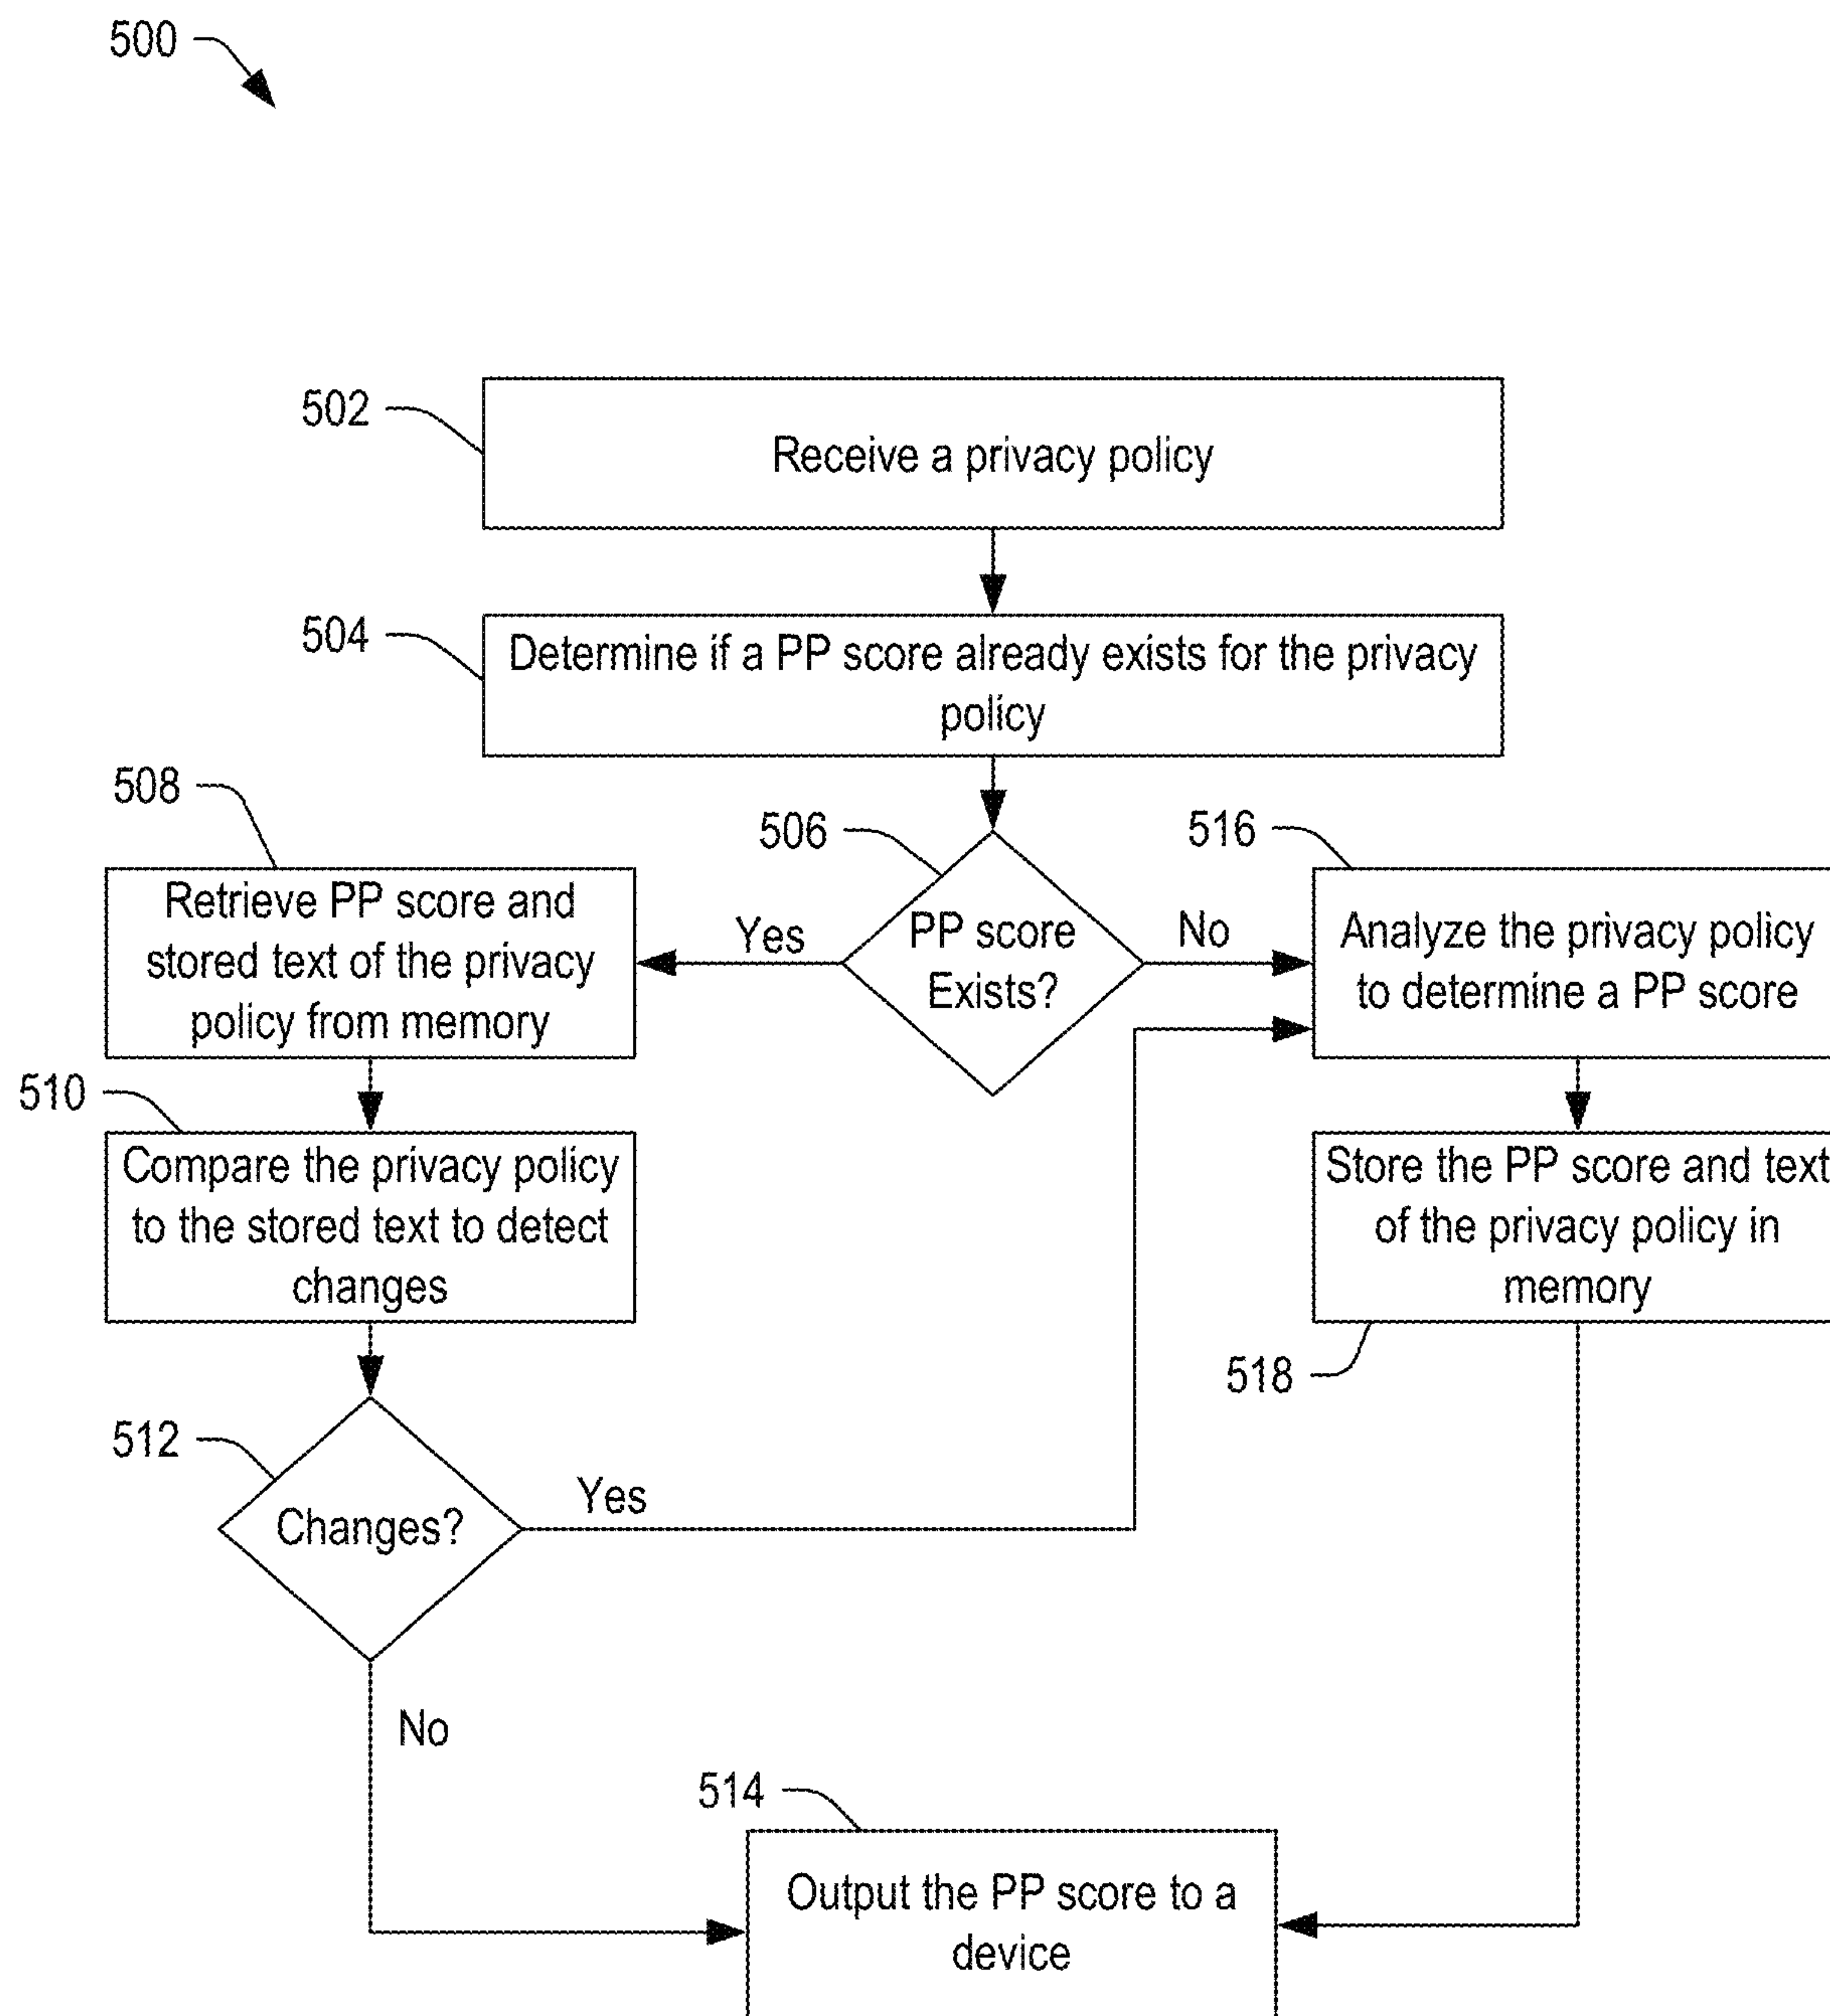 500
502
Receive a privacy policy
504
Determine if a PP score already exists for the privacy
policy
508
506
516
Retrieve PP score and
stored text of the privacy
policy from memory
Yes
PP score
Exists?
No
Analyze the privacy policy
to determine a PP score
510
Compare the privacy policy
to the stored text to detect
changes
Store the PP score and text
of the privacy policy in
memory
518
512
Changes?
Yes
No
514
Output the PP score to a
device